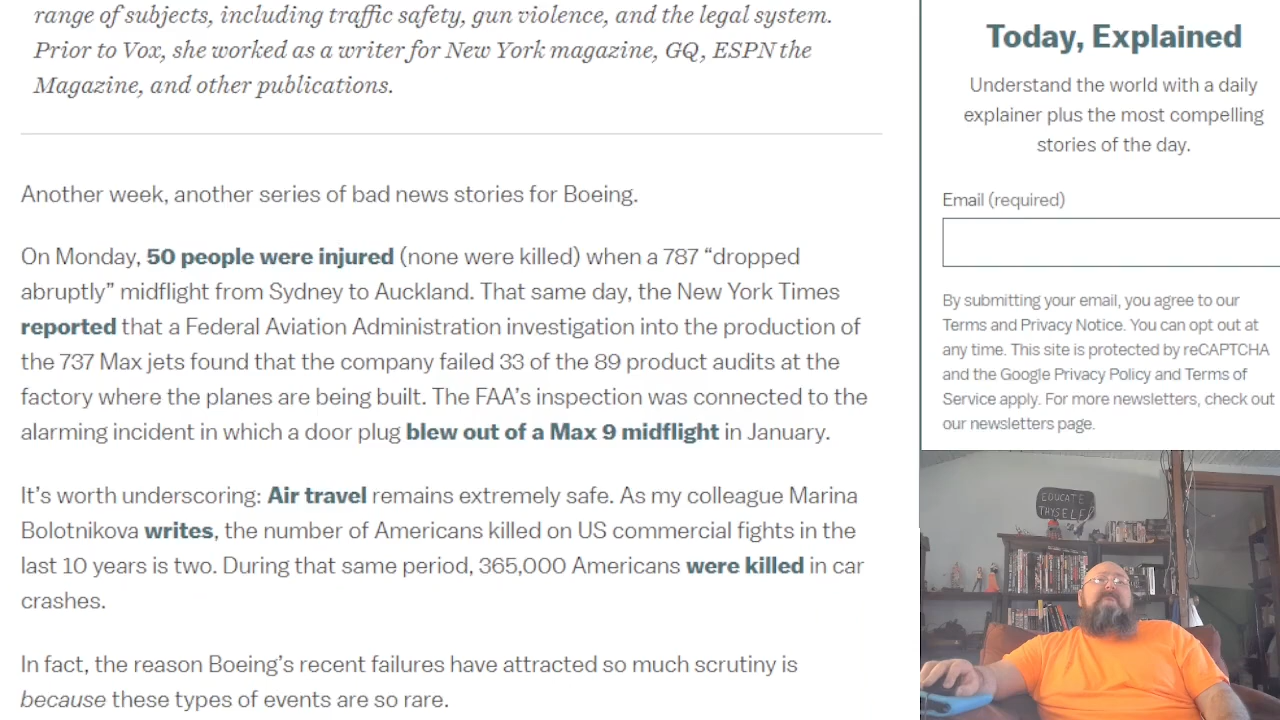 range of subjects, including traffic safety, gun violence, and the legal system.
Prior to Vox, she worked as a writer for New York magazine, GQ, ESPN the
Magazine, and other publications.
Another week, another series of bad news stories for Boeing.
On Monday, 50 people were injured (none were killed) when a 787 “dropped
abruptly” midflight from Sydney to Auckland. That same day, the New York Times
reported that a Federal Aviation Administration investigation into the production of
the 737 Max jets found that the company failed 33 of the 89 product audits at the
factory where the planes are being built. The FAA’s inspection was connected to the
alarming incident in which a door plug blew out of a Max 9 midflight in January.
It’s worth underscoring: Air travel remains extremely safe. As my colleague Marina
Bolotnikova writes, the number of Americans killed on US commercial fights in the
last 10 years is two. During that same period, 365,000 Americans were killed in car
crashes.
In fact, the reason Boeing’s recent failures have attracted so much scrutiny is
because these types of events are so rare.
Today, Explained
Understand the world with a daily
explainer plus the most compelling
stories of the day.
Email (required)
By submitting your email, you agree to our
Terms and Privacy Notice. You can opt out at
any time. This site is protected by reCAPTCHA
and the Google Privacy Policy and Terms of
Service apply. For more newsletters, check out
our newsletters page.
EDUCATE
THYSELF